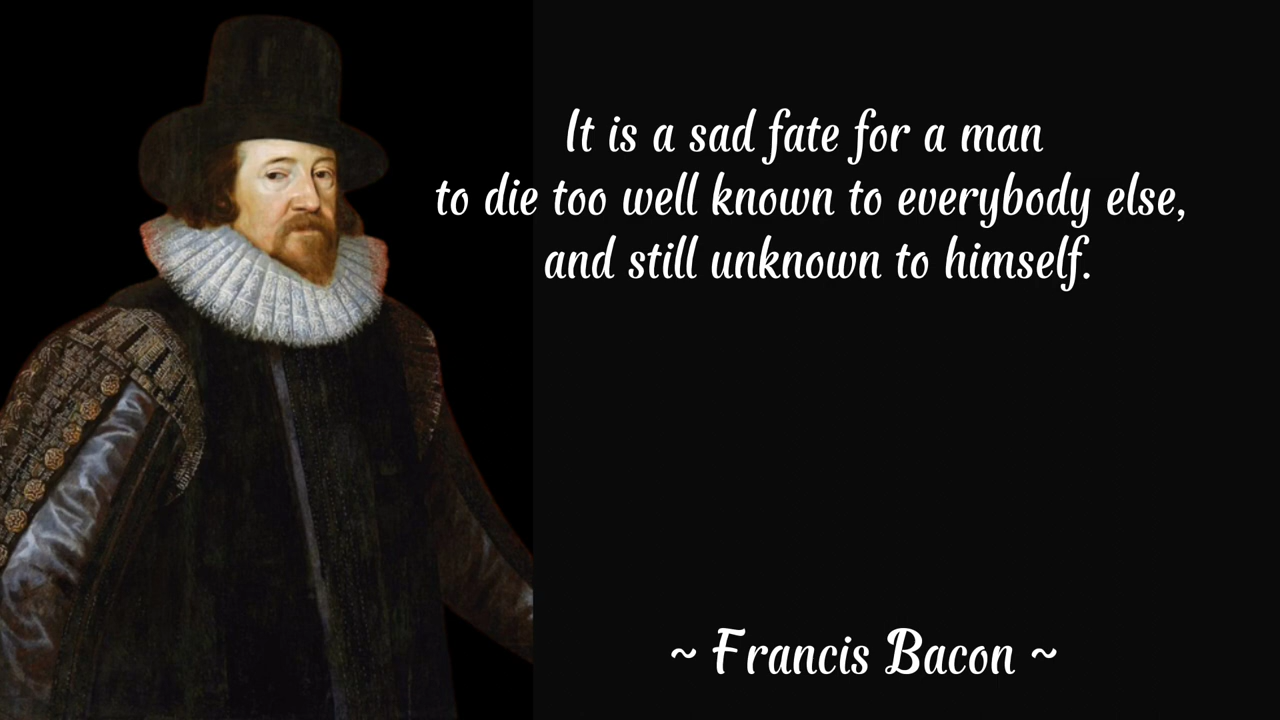 It is a sad fate for a man
to die too well known to everybody else,
and still unknown to himself.
~ Francis Bacon ~